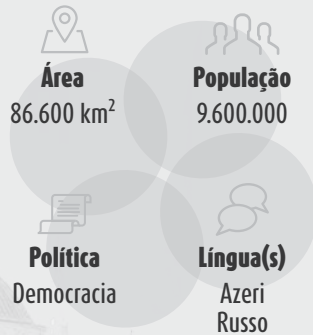 Área
86.600 km²
População
9.600.000
Política
Democracia
Língua(s)
Azeri
Russo